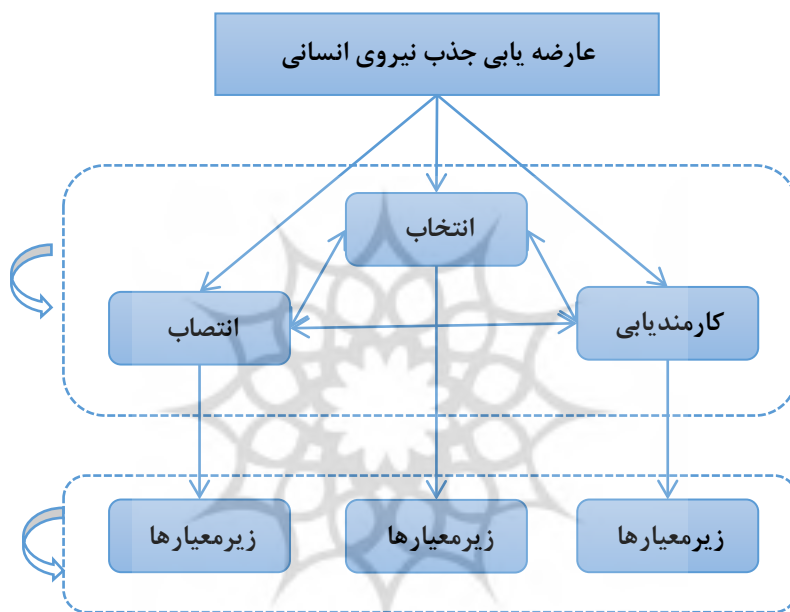 عارضه یابی جذب نیروی انسانی
انتخاب
کارمندیابی
انتصاب
زیرمعیارها
زیرمعیارها
زیرمعیارها